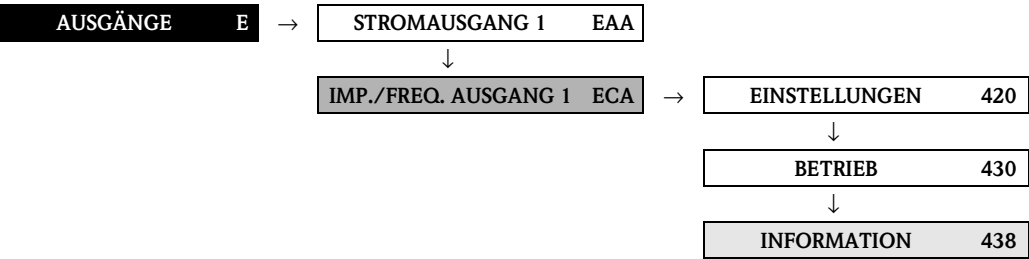 AUSGÄNGE E → STROMAUSGANG 1 EAA
↓
IMP./FREQ. AUSGANG 1 ECA → EINSTELLUNGEN 420
↓
BETRIEB 430
↓
INFORMATION 438